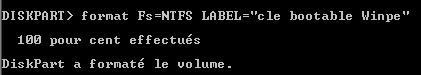 DISKPART> format Fs=NTFS LABEL="cle bootable Winpe"
100 pour cent effectués
DiskPart a formaté le volume.